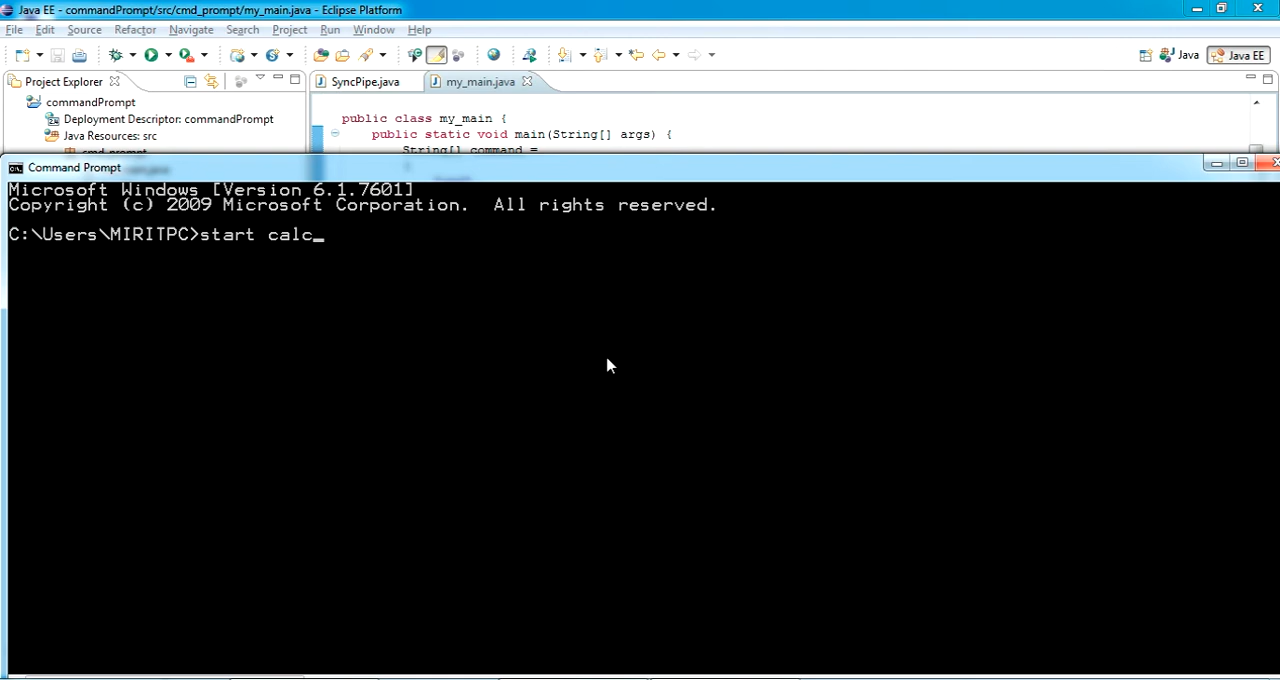 Java EE - commandPrompt/src/cmd_prompt/my_main.java - Eclipse Platform
File Edit Source Refactor Navigate Search Project Run Window Help
Java Java EE
Project Explorer SyncPipe.java my_main.java
commandPrompt
public class my_main {
Deployment Descriptor: commandPrompt
public static void main(String[] args) {
Java Resources: src
cmd_prompt
String[] command =
Command Prompt
Microsoft Windows [Version 6.1.7601]
Copyright (c) 2009 Microsoft Corporation. All rights reserved.
C:\Users\MIRITPC>start calc_